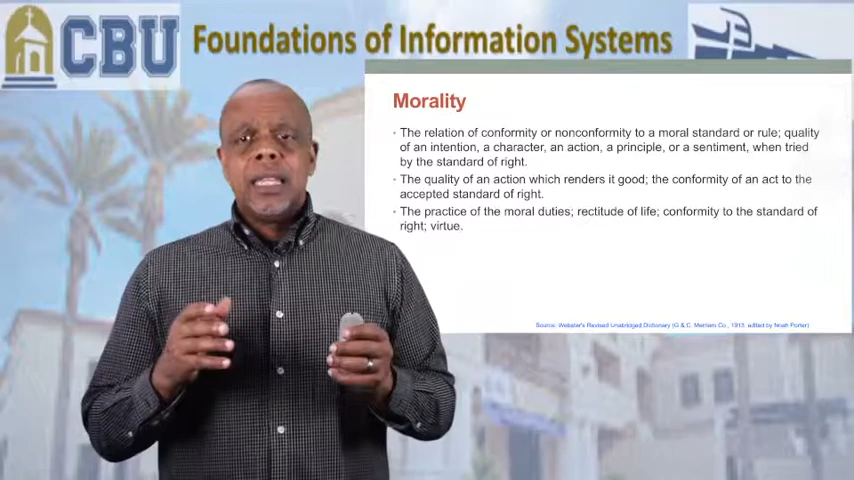 CBU Foundations of Information Systems
Morality
• The relation of conformity or nonconformity to a moral standard or rule; quality
of an intention, a character, an action, a principle, or a sentiment, when tried
by the standard of right.
• The quality of an action which renders it good; the conformity of an act to the
accepted standard of right.
• The practice of the moral duties; rectitude of life; conformity to the standard of
right; virtue.
Source: Webster's Revised Unabridged Dictionary (G & C. Merriam Co., 1913, edited by Noah Porter)